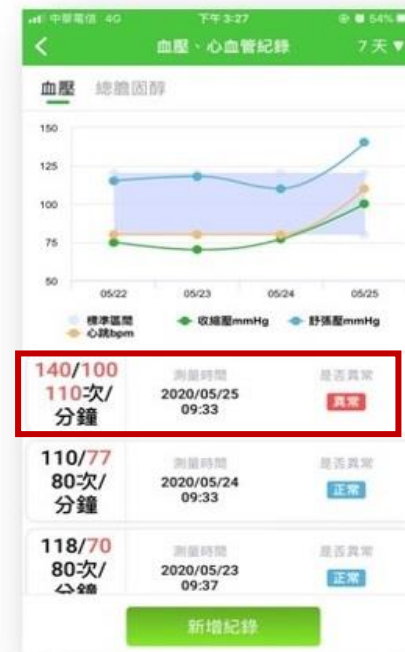 中華電信 4G 下午3:27 54%
血壓、心血管紀錄 7 天▼
血壓 總膽固醇
150
125
100
75
50
05/22 05/23 05/24 05/25
標準區間 收縮壓mmHg 舒張壓mmHg
心跳bpm
140/100
110次/
分鐘
測量時間
2020/05/25
09:33
是否異常
異常
110/77
80次/
分鐘
測量時間
2020/05/24
09:33
是否異常
正常
118/70
80次/
分鐘
測量時間
2020/05/23
09:37
是否異常
正常
新增紀錄